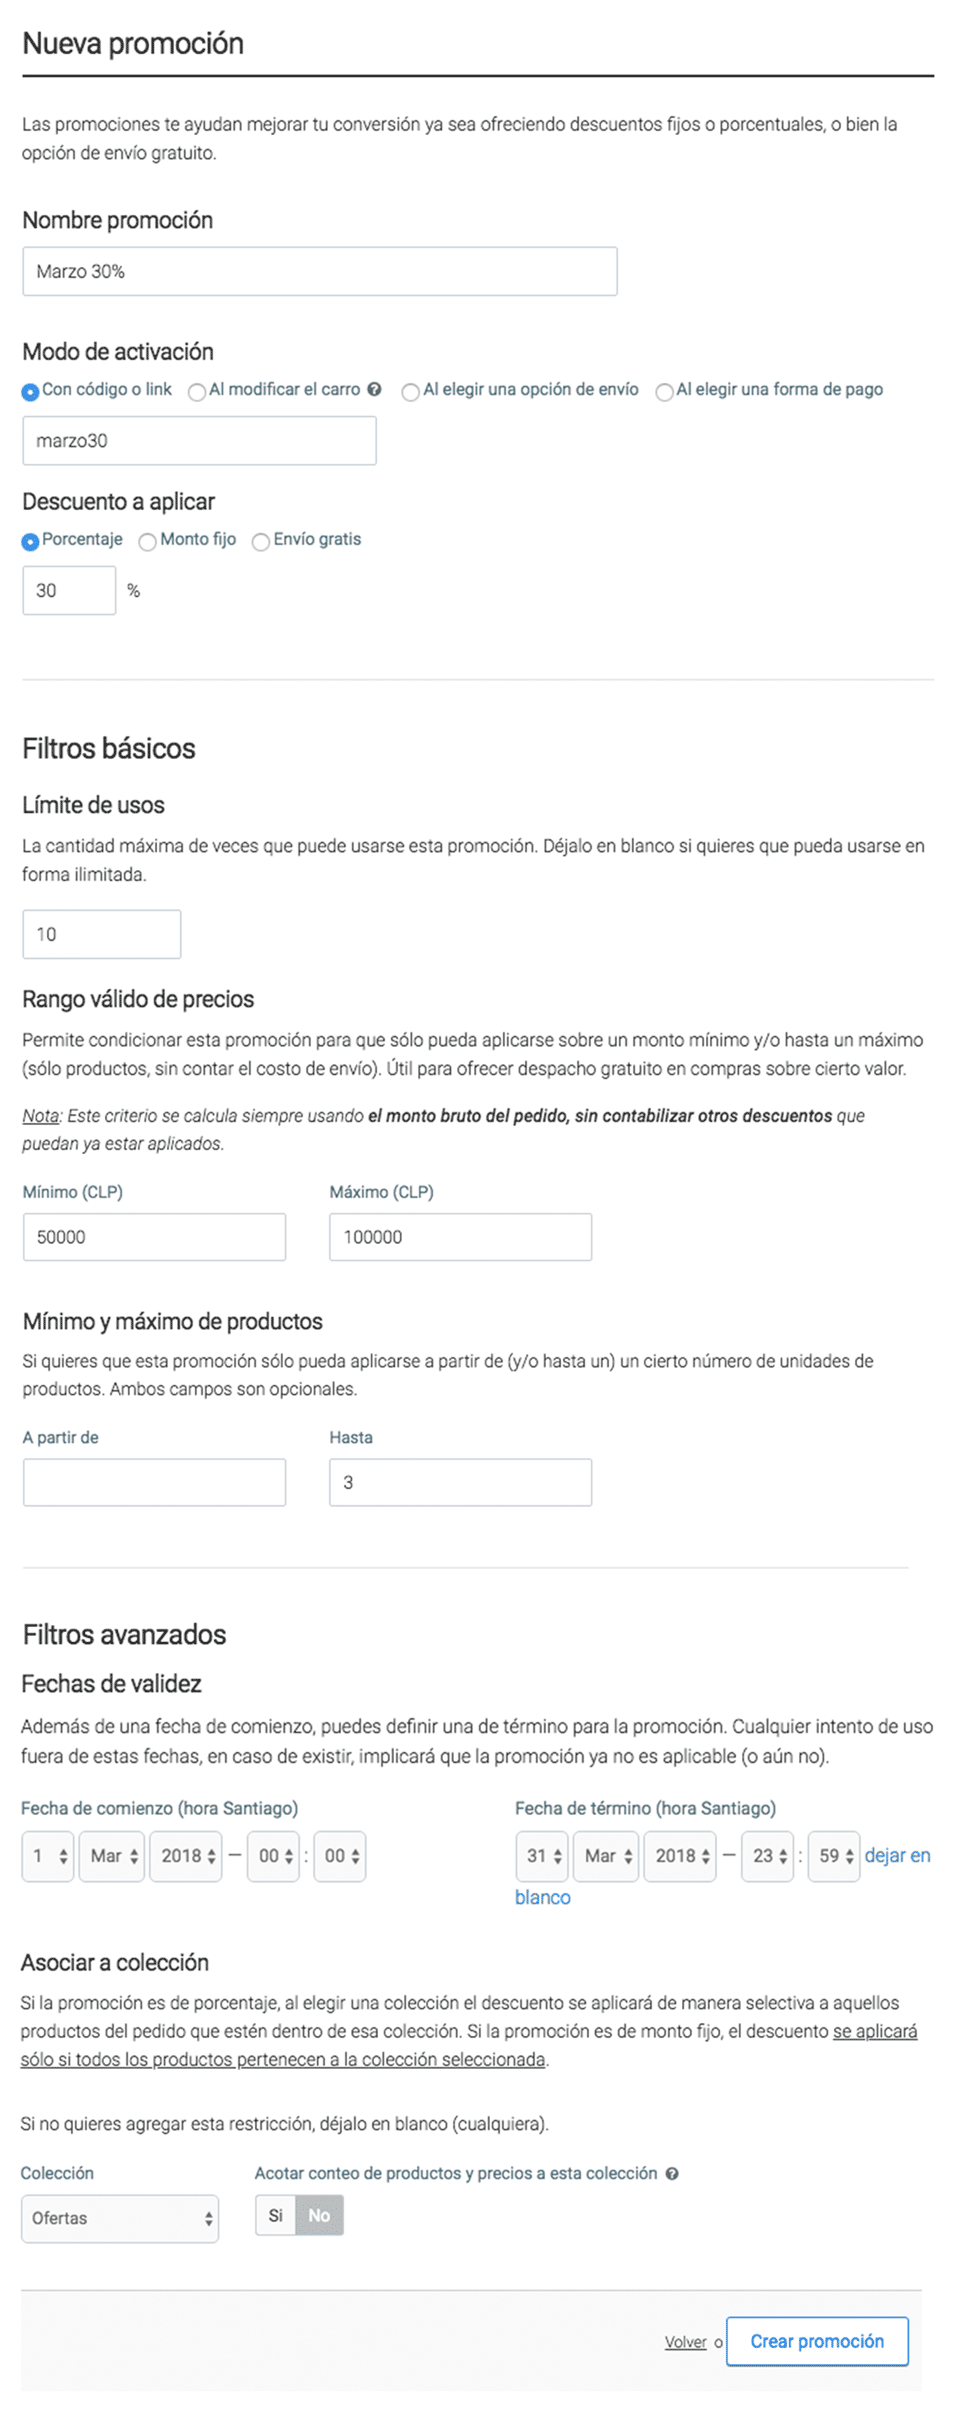 Nueva promoción
Las promociones te ayudan mejorar tu conversión ya sea ofreciendo descuentos fijos o porcentuales, o bien la
opción de envío gratuito.
Nombre promoción
Marzo 30%
Modo de activación
Con código o link Al modificar el carro ? Al elegir una opción de envío Al elegir una forma de pago
marzo30
Descuento a aplicar
Porcentaje Monto fijo Envío gratis
30 %
Filtros básicos
Límite de usos
La cantidad máxima de veces que puede usarse esta promoción. Déjalo en blanco si quieres que pueda usarse en
forma ilimitada.
10
Rango válido de precios
Permite condicionar esta promoción para que sólo pueda aplicarse sobre un monto mínimo y/o hasta un máximo
(sólo productos, sin contar el costo de envío). Útil para ofrecer despacho gratuito en compras sobre cierto valor.
Nota: Este criterio se calcula siempre usando el monto bruto del pedido, sin contabilizar otros descuentos que
puedan ya estar aplicados.
Mínimo (CLP) Máximo (CLP)
50000 100000
Mínimo y máximo de productos
Si quieres que esta promoción sólo pueda aplicarse a partir de (y/o hasta un) un cierto número de unidades de
productos. Ambos campos son opcionales.
A partir de Hasta
3
Filtros avanzados
Fechas de validez
Además de una fecha de comienzo, puedes definir una de término para la promoción. Cualquier intento de uso
fuera de estas fechas, en caso de existir, implicará que la promoción ya no es aplicable (o aún no).
Fecha de comienzo (hora Santiago) Fecha de término (hora Santiago)
1 Mar 2018 – 00 : 00 31 Mar 2018 – 23 : 59 dejar en
blanco
Asociar a colección
Si la promoción es de porcentaje, al elegir una colección el descuento se aplicará de manera selectiva a aquellos
productos del pedido que estén dentro de esa colección. Si la promoción es de monto fijo, el descuento se aplicará
sólo si todos los productos pertenecen a la colección seleccionada.
Si no quieres agregar esta restricción, déjalo en blanco (cualquiera).
Colección Acotar conteo de productos y precios a esta colección ?
Ofertas Si No
Volver o Crear promoción